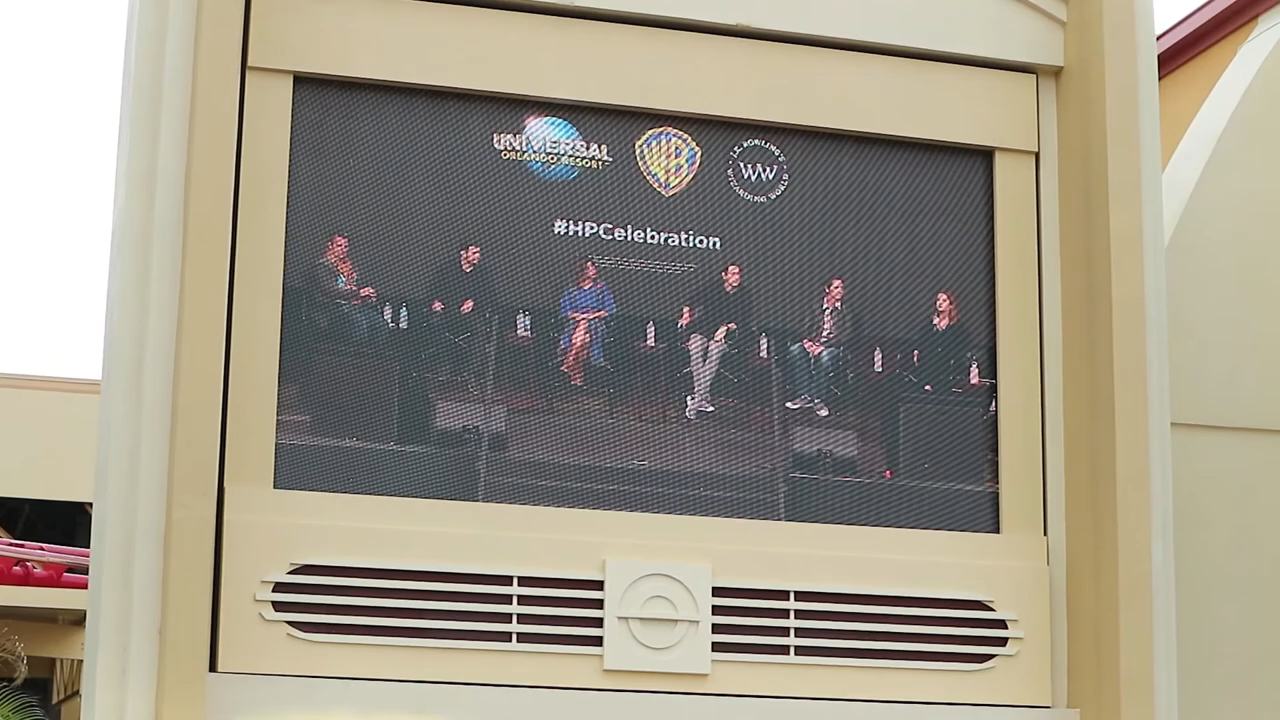 UNIVERSAL
ORLANDO RESORT
WB
J.K. ROWLING'S
WW
WIZARDING WORLD
#HPCelebration